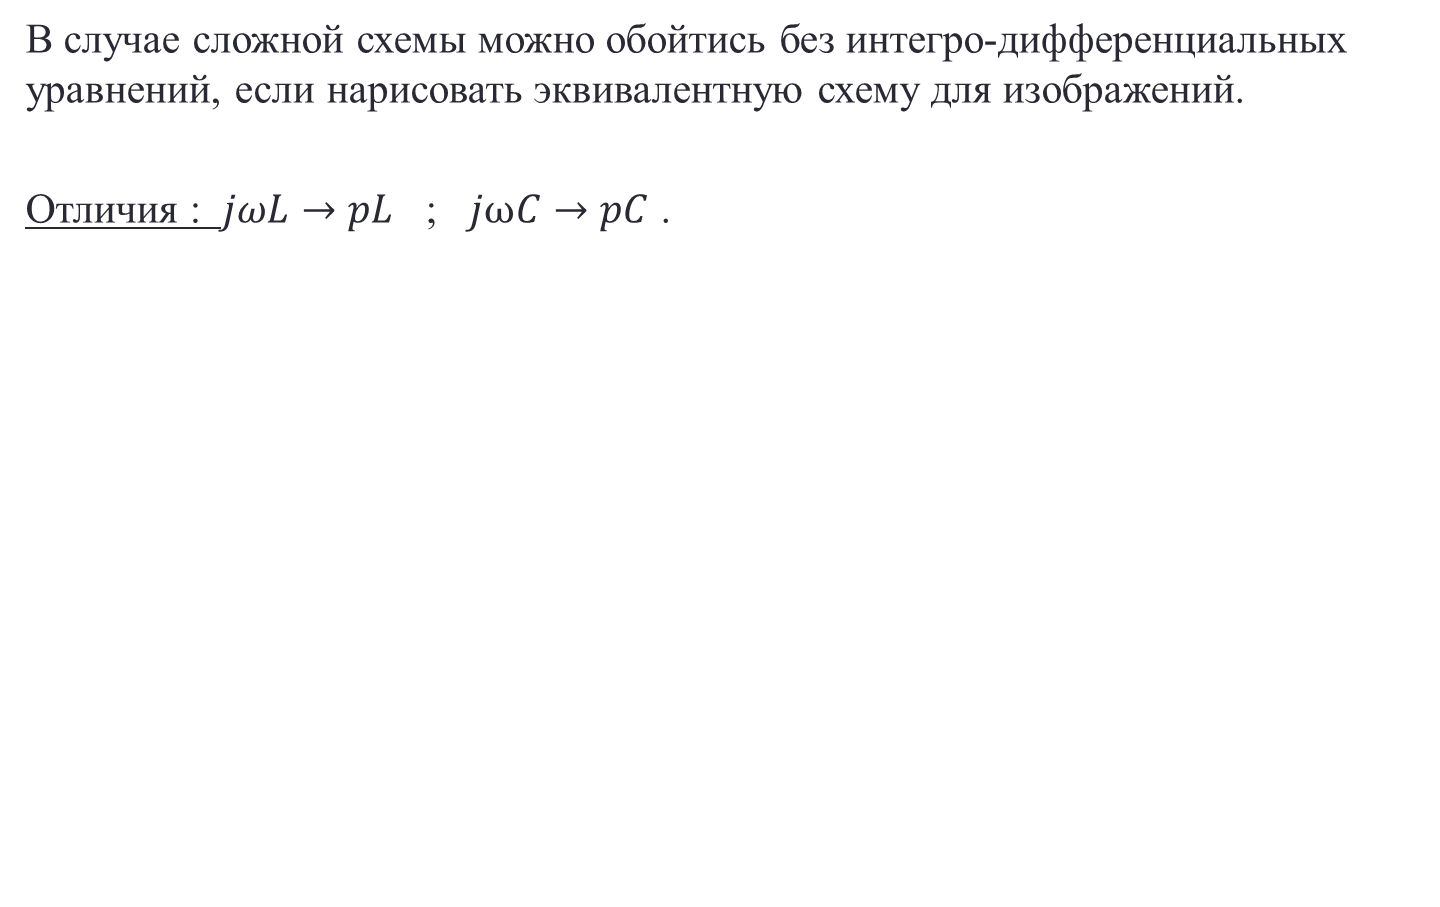 В случае сложной схемы можно обойтись без интегро-дифференциальных
уравнений, если нарисовать эквивалентную схему для изображений.
Отличия : 𝑗𝜔𝐿 → 𝑝𝐿 ; 𝑗ω𝐶 → 𝑝𝐶 .